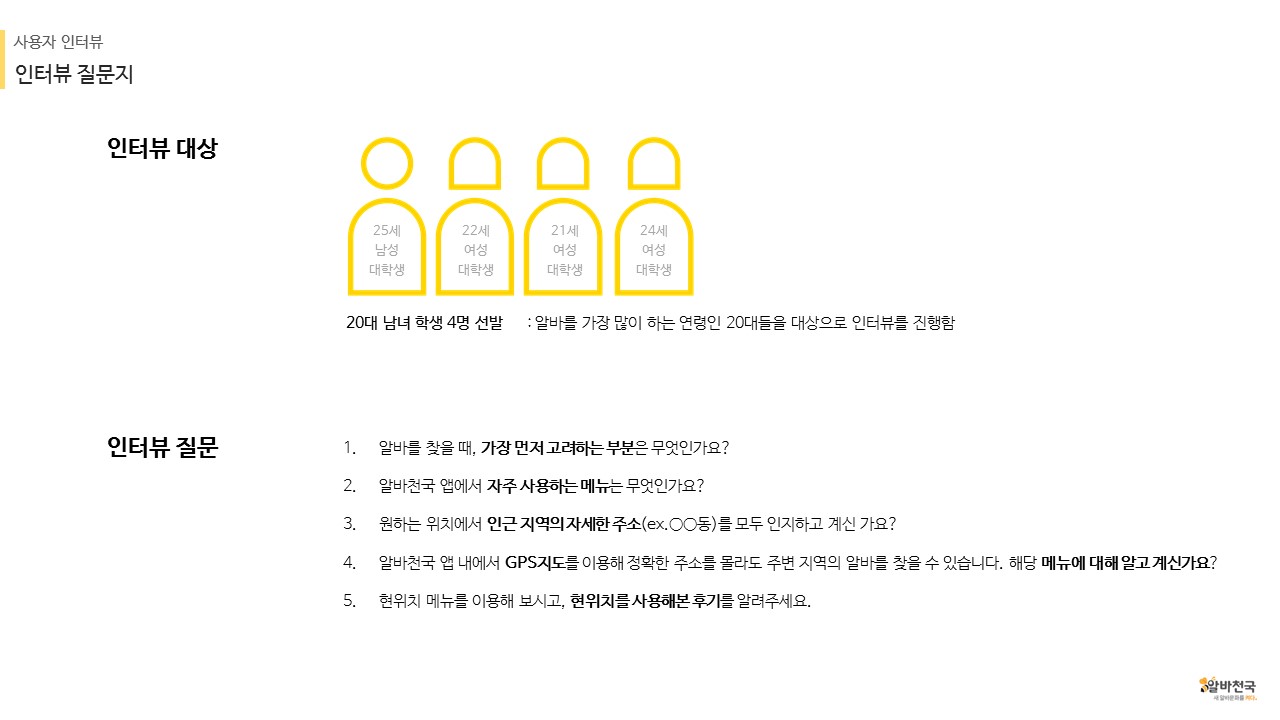 사용자 인터뷰
인터뷰 질문지
인터뷰 대상
25세 남성 대학생
22세 여성 대학생
21세 여성 대학생
24세 여성 대학생
20대 남녀 학생 4명 선발 : 알바를 가장 많이 하는 연령인 20대들을 대상으로 인터뷰를 진행함
인터뷰 질문
1. 알바를 찾을 때, 가장 먼저 고려하는 부분은 무엇인가요?
2. 알바천국 앱에서 자주 사용하는 메뉴는 무엇인가요?
3. 원하는 위치에서 인근 지역의 자세한 주소(ex.○○동)를 모두 인지하고 계신 가요?
4. 알바천국 앱 내에서 GPS지도를 이용해 정확한 주소를 몰라도 주변 지역의 알바를 찾을 수 있습니다. 해당 메뉴에 대해 알고 계신가요?
5. 현위치 메뉴를 이용해 보시고, 현위치를 사용해본 후기를 알려주세요.
알바천국
새 알바문화를 켜다.